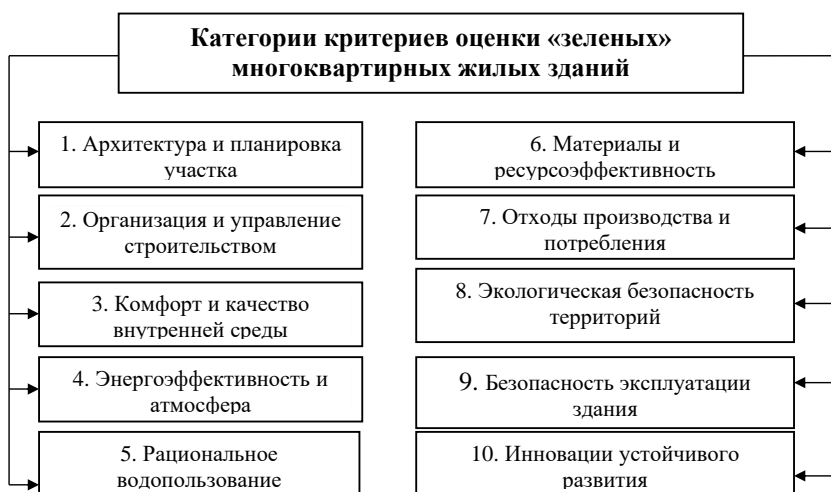 Категории критериев оценки «зеленых»
многоквартирных жилых зданий
1. Архитектура и планировка
участка
2. Организация и управление
строительством
3. Комфорт и качество
внутренней среды
4. Энергоэффективность и
атмосфера
5. Рациональное
водопользование
6. Материалы и
ресурсоэффективность
7. Отходы производства и
потребления
8. Экологическая безопасность
территорий
9. Безопасность эксплуатации
здания
10. Инновации устойчивого
развития